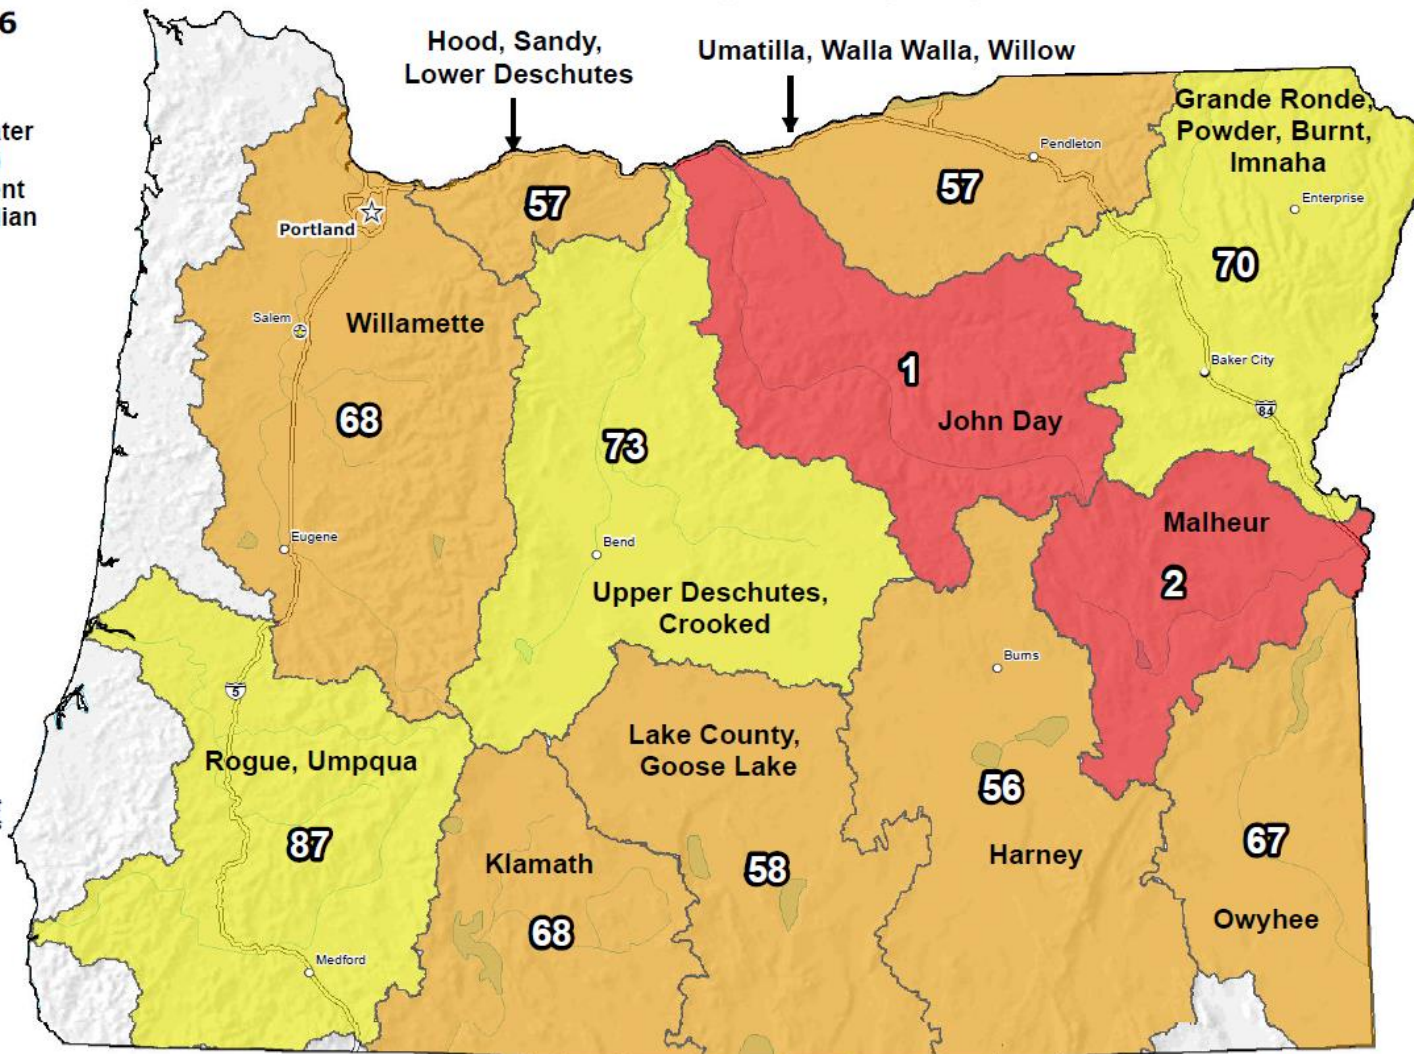 6
ter
nt
ian
Hood, Sandy,
Lower Deschutes
Umatilla, Walla Walla, Willow
Grande Ronde,
Powder, Burnt,
Imnaha
Pendleton
Enterprise
57
57
Portland
70
Salem
Willamette
Baker City
1
84
John Day
68
73
Malheur
Eugene
Bend
2
Upper Deschutes,
Crooked
Burns
5
Lake County,
Goose Lake
Rogue, Umpqua
56
87
Klamath
58
Harney
67
68
Owyhee
Medford